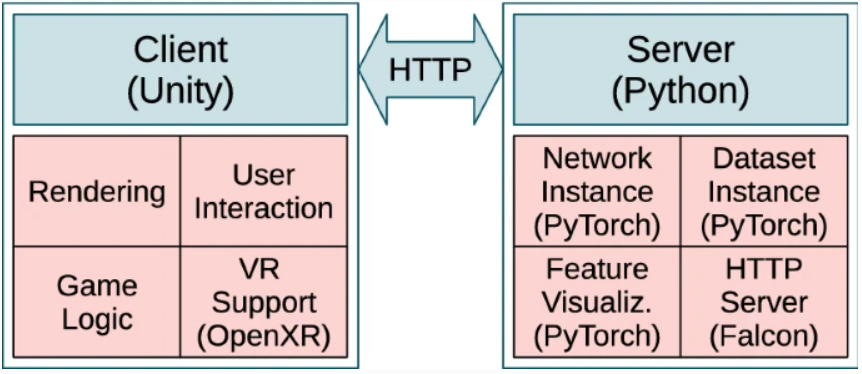 Client
(Unity)
HTTP
Server
(Python)
Rendering
User
Interaction
Game
Logic
VR
Support
(OpenXR)
Network
Instance
(PyTorch)
Dataset
Instance
(PyTorch)
Feature
Visualiz.
(PyTorch)
HTTP
Server
(Falcon)